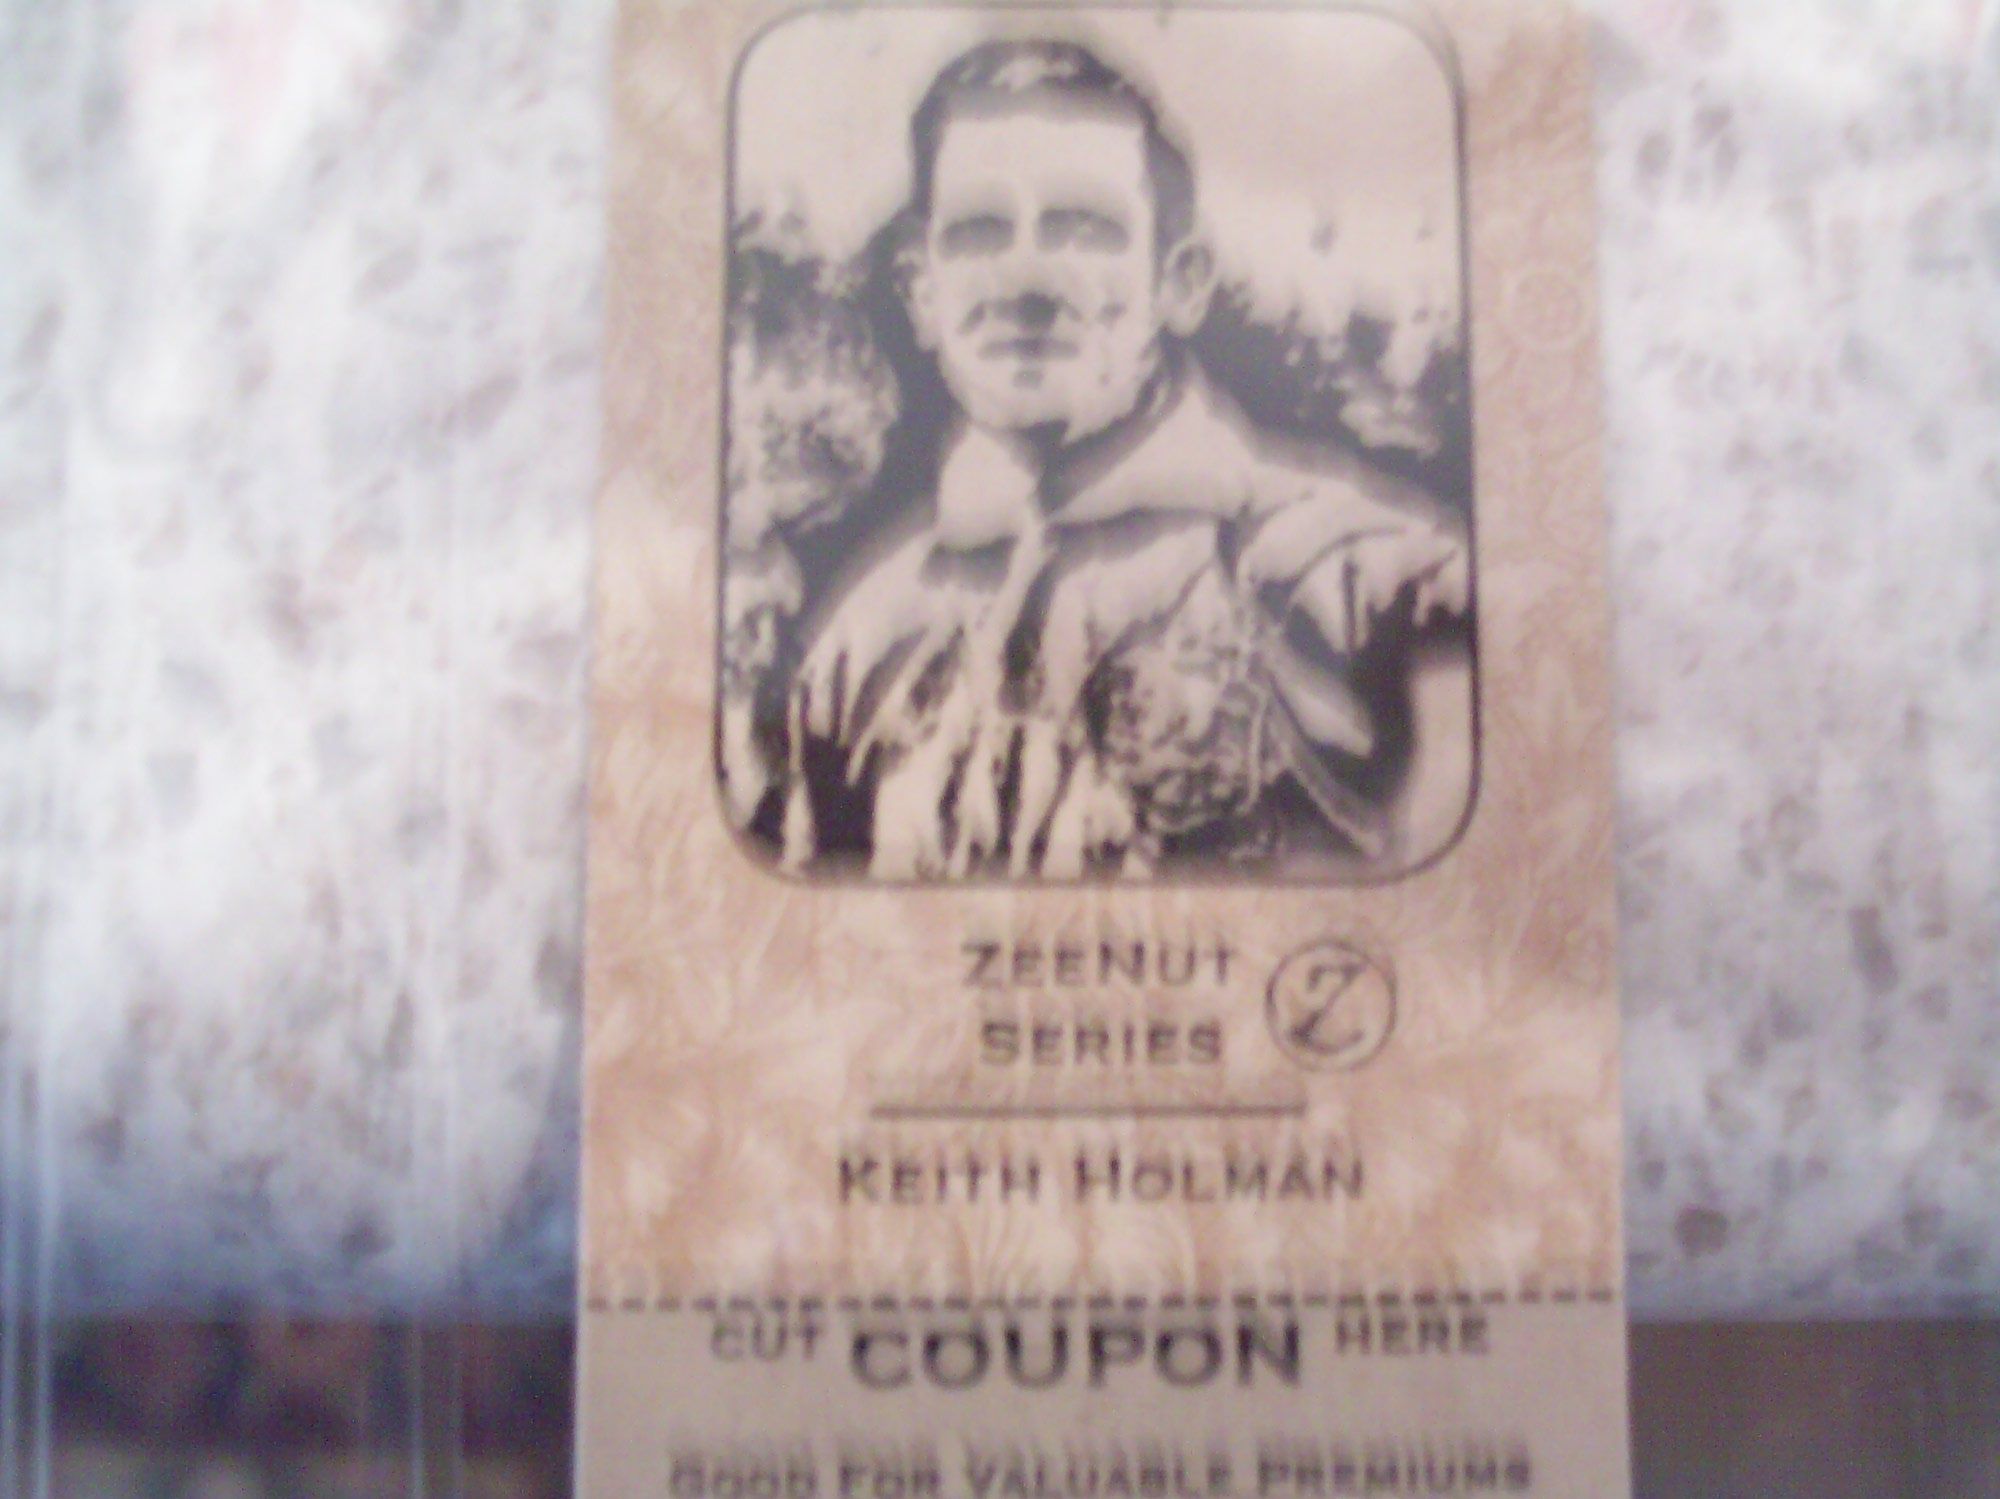 ZEENUT
SERIES Z
KEITH HOLMAN
CUT COUPON HERE
GOOD FOR VALUABLE PREMIUMS